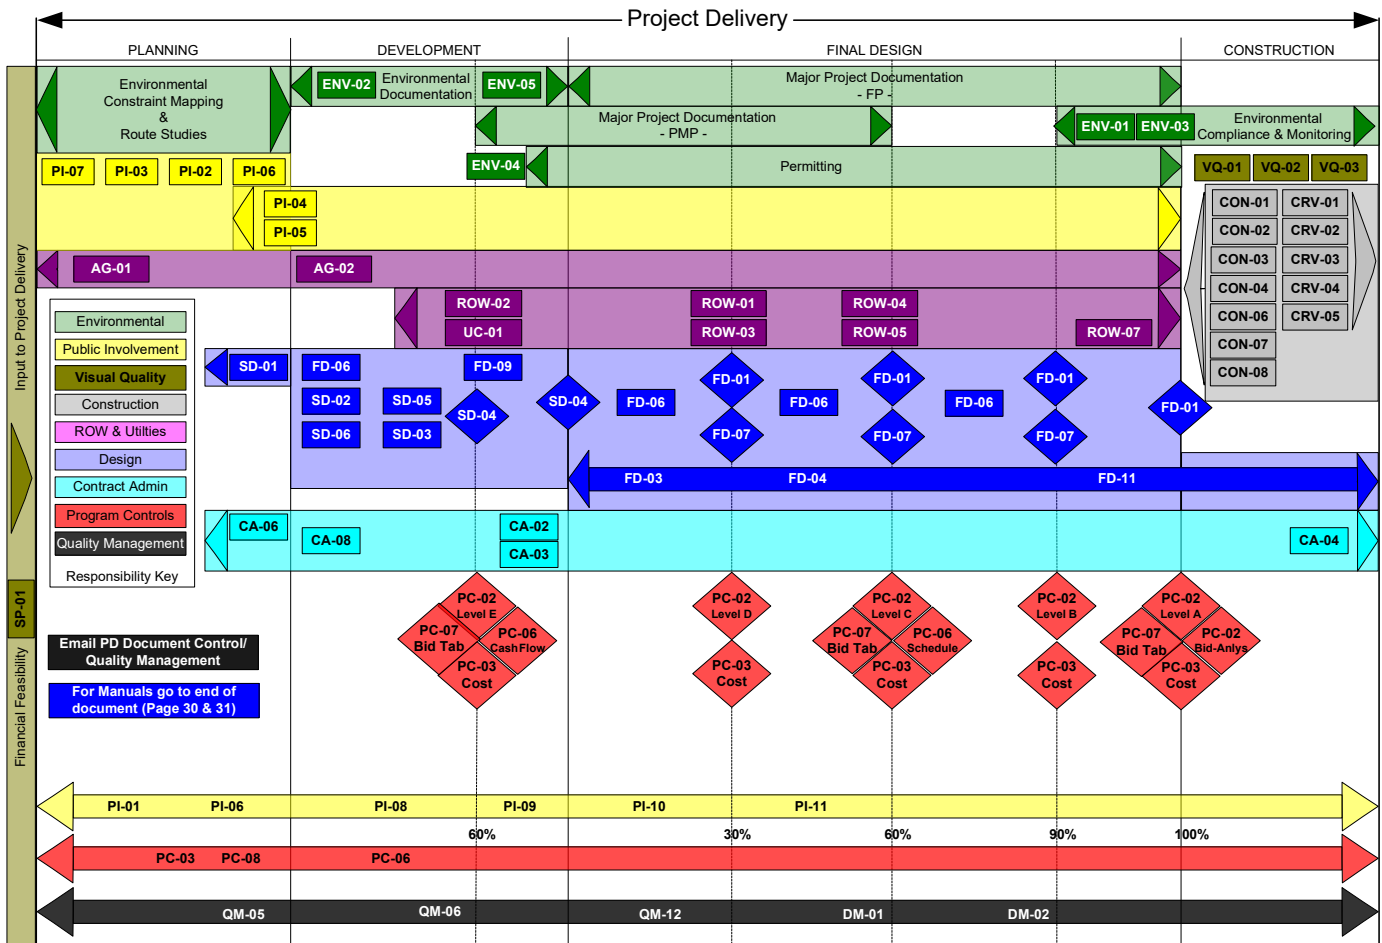 Project Delivery
PLANNING
DEVELOPMENT
FINAL DESIGN
CONSTRUCTION
Environmental
Constraint Mapping
&
Route Studies
ENV-02
Environmental
Documentation
ENV-05
Major Project Documentation
- FP -
Major Project Documentation
- PMP -
ENV-01
ENV-03
Environmental
Compliance & Monitoring
ENV-04
Permitting
PI-07
PI-03
PI-02
PI-06
VQ-01
VQ-02
VQ-03
PI-04
PI-05
CON-01
CRV-01
CON-02
CRV-02
CON-03
CRV-03
CON-04
CRV-04
CON-06
CRV-05
CON-07
CON-08
AG-01
AG-02
ROW-02
ROW-01
ROW-04
UC-01
ROW-03
ROW-05
ROW-07
Input to Project Delivery
SP-01
Financial Feasibility
Environmental
Public Involvement
Visual Quality
Construction
ROW & Utilties
Design
Contract Admin
Program Controls
Quality Management
Responsibility Key
SD-01
FD-06
FD-09
SD-02
SD-05
SD-04
SD-04
SD-06
SD-03
FD-06
FD-01
FD-07
FD-06
FD-01
FD-07
FD-06
FD-01
FD-07
FD-01
FD-03
FD-04
FD-11
CA-06
CA-08
CA-02
CA-03
CA-04
Email PD Document Control/
Quality Management
For Manuals go to end of
document (Page 30 & 31)
PC-02
Level E
PC-07
Bid Tab
PC-06
CashFlow
PC-03
Cost
PC-02
Level D
PC-03
Cost
PC-02
Level C
PC-07
Bid Tab
PC-06
Schedule
PC-03
Cost
PC-02
Level B
PC-03
Cost
PC-02
Level A
PC-07
Bid Tab
PC-02
Bid-Anlys
PC-03
Cost
PI-01
PI-06
PI-08
PI-09
PI-10
PI-11
60%
30%
60%
90%
100%
PC-03
PC-08
PC-06
QM-05
QM-06
QM-12
DM-01
DM-02